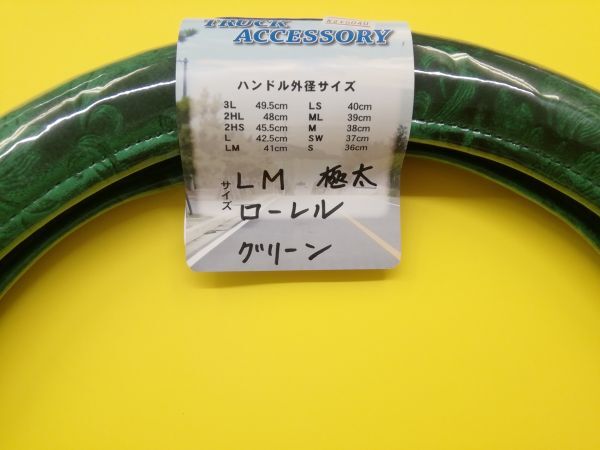 TRUCK
ACCESSORY
ハンドル外径サイズ
3L 49.5cm LS 40cm
2HL 48cm ML 39cm
2HS 45.5cm M 38cm
L 42.5cm SW 37cm
LM 41cm S 36cm
サイズ
LM 極太
ローレル
グリーン